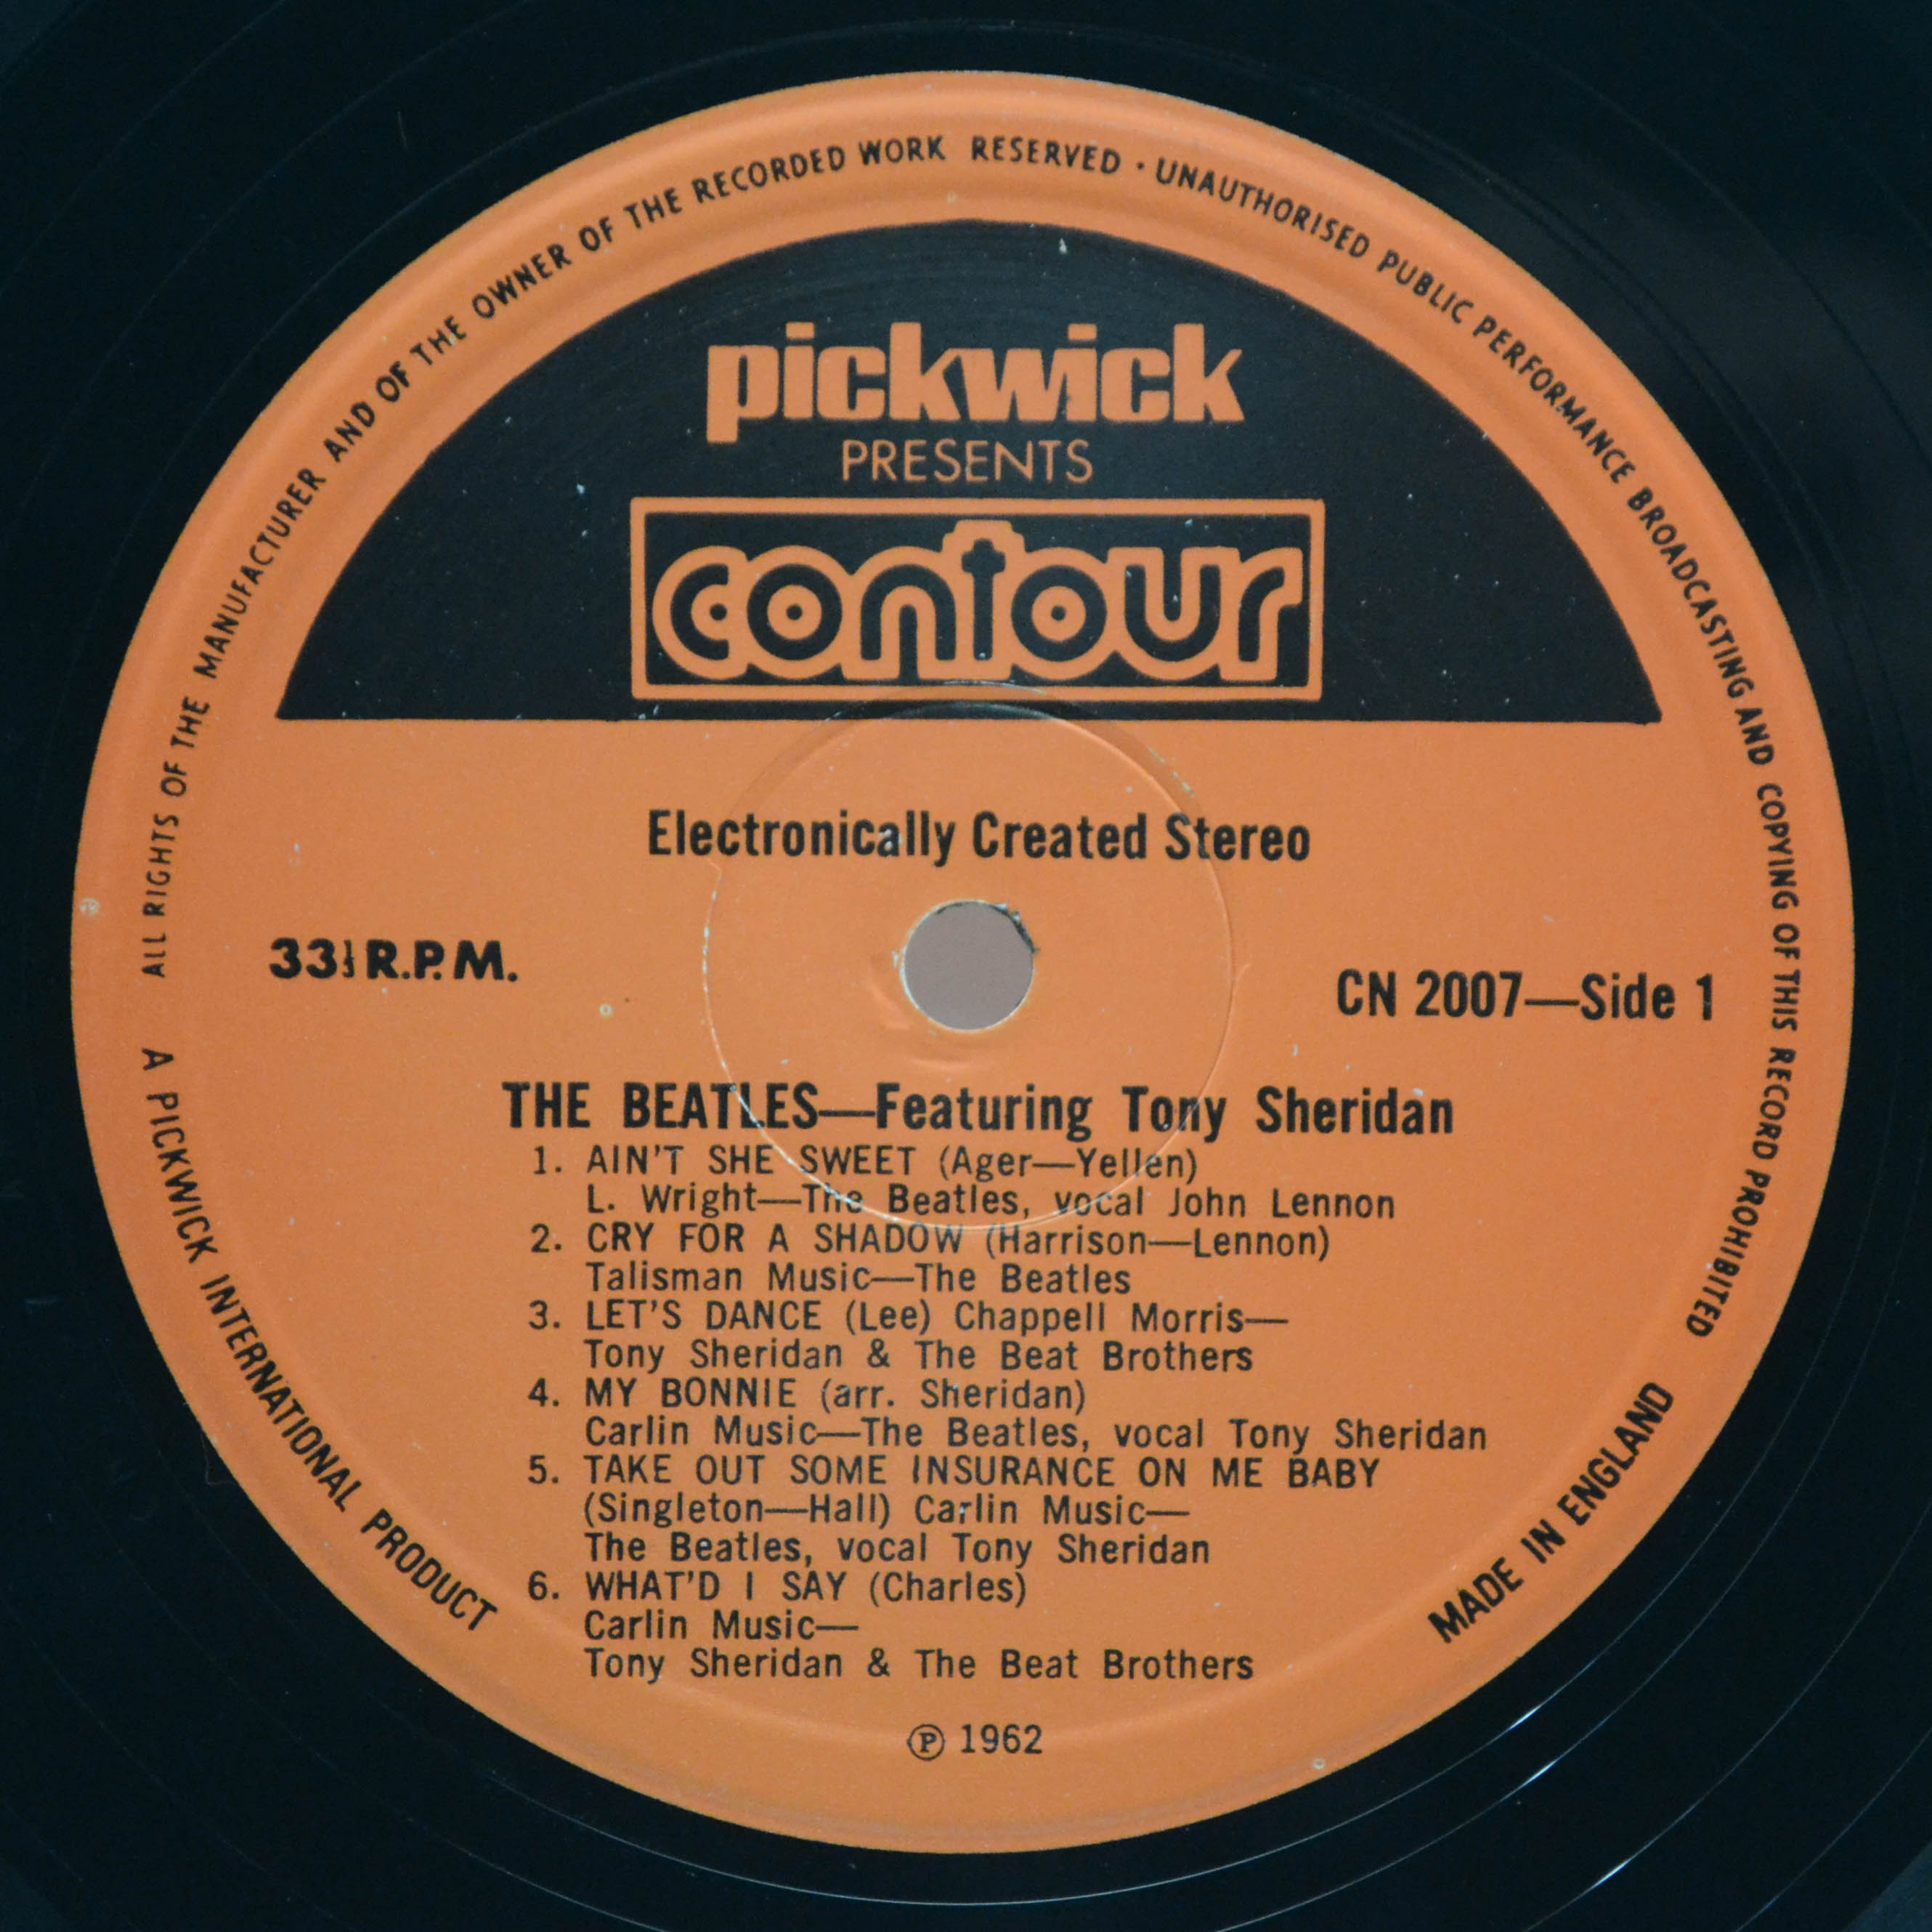 ALL RIGHTS OF THE MANUFACTURER AND OF THE OWNER OF THE RECORDED WORK RESERVED · UNAUTHORISED PUBLIC PERFORMANCE BROADCASTING AND COPYING OF THIS RECORD PROHIBITED
pickwick
PRESENTS
contour
Electronically Created Stereo
33⅓ R.P.M.
CN 2007—Side 1
THE BEATLES—Featuring Tony Sheridan
1. AIN'T SHE SWEET (Ager—Yellen)
L. Wright—The Beatles, vocal John Lennon
2. CRY FOR A SHADOW (Harrison—Lennon)
Talisman Music—The Beatles
3. LET'S DANCE (Lee) Chappell Morris—
Tony Sheridan & The Beat Brothers
4. MY BONNIE (arr. Sheridan)
Carlin Music—The Beatles, vocal Tony Sheridan
5. TAKE OUT SOME INSURANCE ON ME BABY
(Singleton—Hall) Carlin Music—
The Beatles, vocal Tony Sheridan
6. WHAT'D I SAY (Charles)
Carlin Music—
Tony Sheridan & The Beat Brothers
℗ 1962
A PICKWICK INTERNATIONAL PRODUCT
MADE IN ENGLAND